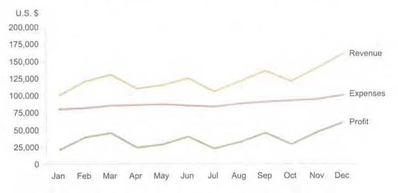 U.S. $
200,000
175,000
150,000
125,000
100,000
75,000
50,000
25,000
0
Revenue
Expenses
Profit
Jan Feb Mar Apr May Jun Jul Aug Sep Oct Nov Dec